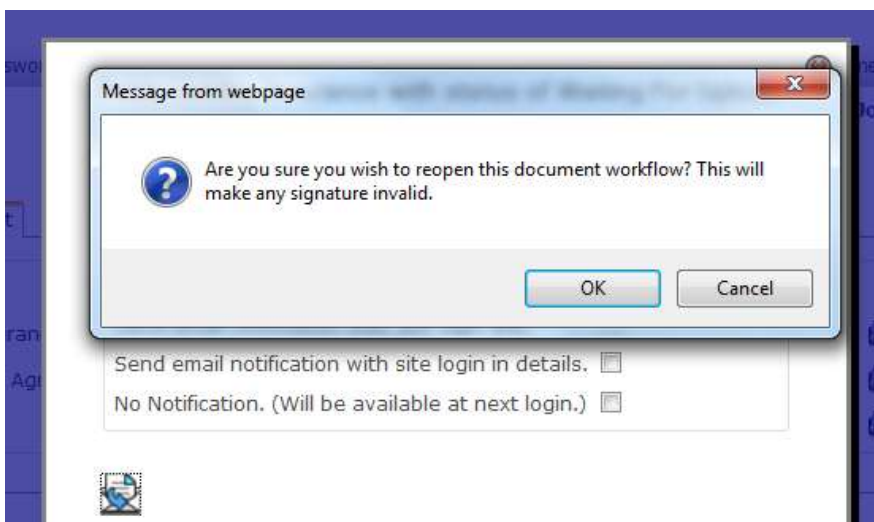 Message from webpage
Are you sure you wish to reopen this document workflow? This will
make any signature invalid.
OK Cancel
Send email notification with site login in details.
No Notification. (Will be available at next login.)